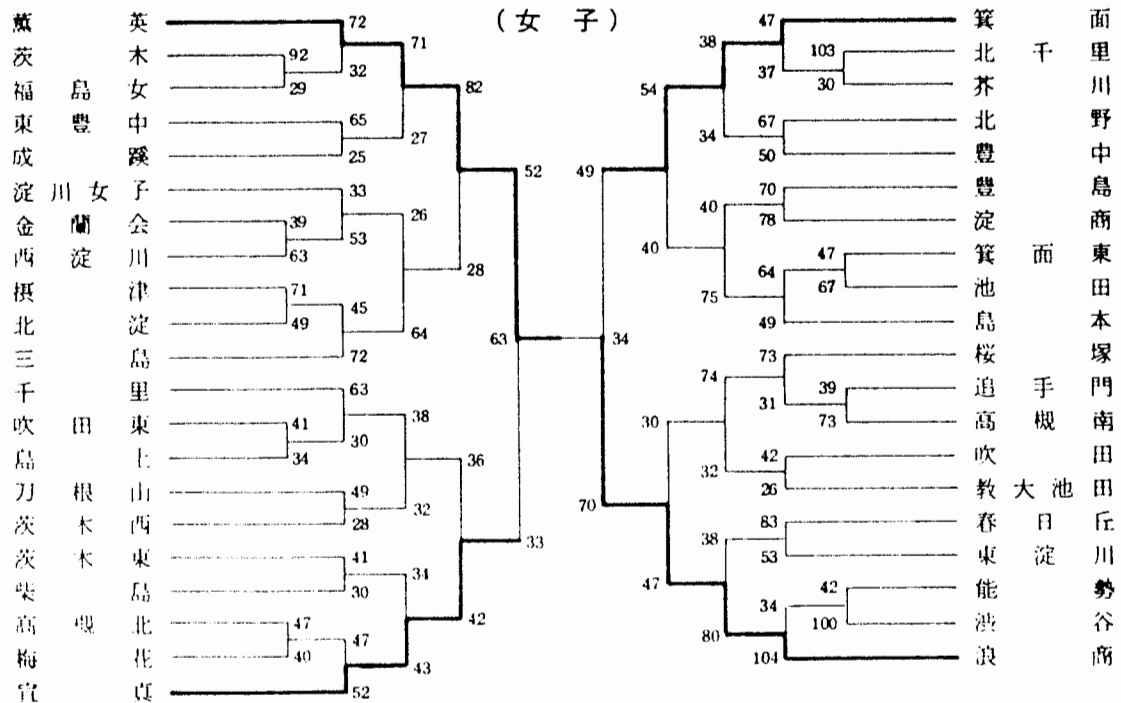 (女子)
薫英
茨木
福島女
東豊中
成蹊
淀川女子
金蘭会
西淀川
摂津
北淀
三島
千里
吹田東
島上
刀根山
茨木西
茨木東
柴島
高槻北
梅花
宣真
72
92
29
32
71
65
25
27
82
33
39
63
53
26
71
49
45
72
64
28
52
63
41
34
30
38
49
28
32
36
41
30
34
47
40
47
52
43
42
33
63
34
箕面
北千里
芥川
北野
豊中
豊島
淀商
箕面東
池田
島本
桜塚
追手門
高槻南
吹田
教大池田
春日丘
東淀川
能勢
渋谷
浪商
47
103
30
37
38
67
50
34
54
70
78
40
47
67
64
49
75
40
49
73
39
73
31
74
42
26
32
30
83
53
38
42
100
34
104
80
47
70